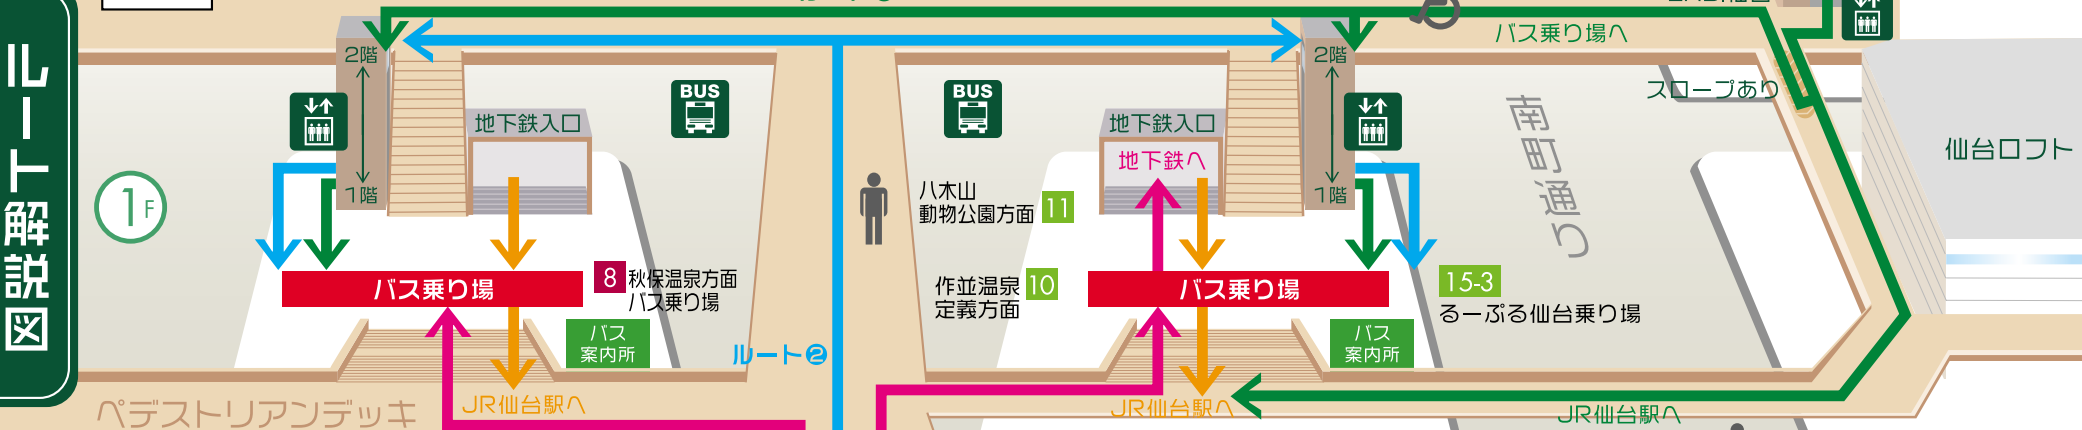 ルート解説図
1F
2階
1階
地下鉄入口
BUS
バス乗り場
8
秋保温泉方面
バス乗り場
バス
案内所
JR仙台駅へ
ペデストリアンデッキ
ルート❷
BUS
八木山
動物公園方面
11
作並温泉
定義方面
10
地下鉄入口
地下鉄へ
2階
1階
バス乗り場
バス
案内所
JR仙台駅へ
15-3
るーぷる仙台乗り場
バス乗り場へ
スロープあり
南町通り
仙台ロフト
JR仙台駅へ